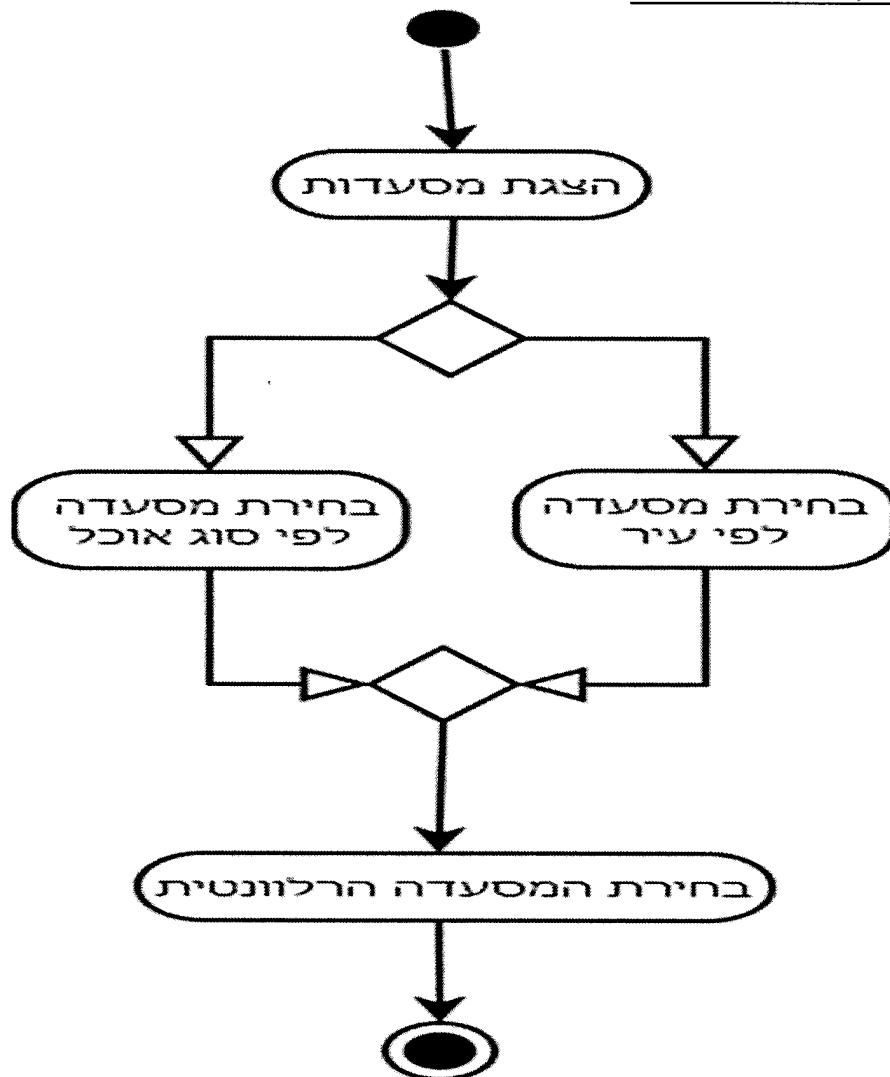 הצגת מסעדות
בחירת מסעדה
לפי עיר
בחירת מסעדה
לפי סוג אוכל
בחירת המסעדה הרלוונטית